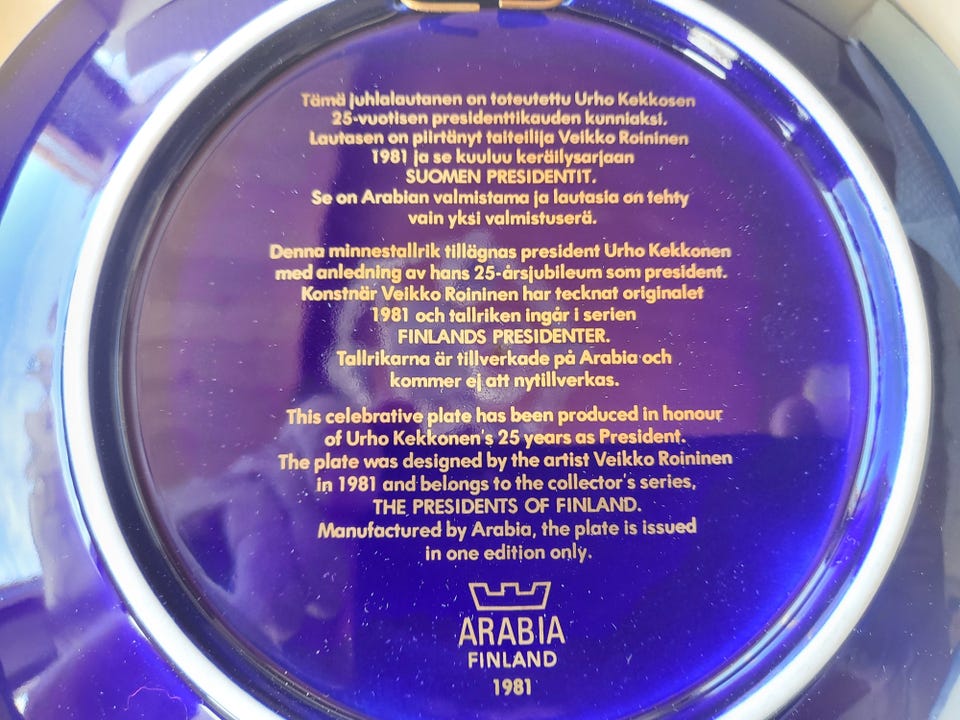 Tämä juhlalautanen on toteutettu Urho Kekkosen
25-vuotisen presidenttikauden kunniaksi.
Lautasen on piirtänyt taiteilija Veikko Roininen
1981 ja se kuuluu keräilysarjaan
SUOMEN PRESIDENTIT.
Se on Arabian valmistama ja lautasia on tehty
vain yksi valmistuserä.
Denna minnestallrik tillägnas president Urho Kekkonen
med anledning av hans 25-årsjubileum som president.
Konstnär Veikko Roininen har tecknat originalet
1981 och tallriken ingår i serien
FINLANDS PRESIDENTER.
Tallrikarna är tillverkade på Arabia och
kommer ej att nytillverkas.
This celebrative plate has been produced in honour
of Urho Kekkonen's 25 years as President.
The plate was designed by the artist Veikko Roininen
in 1981 and belongs to the collector's series,
THE PRESIDENTS OF FINLAND.
Manufactured by Arabia, the plate is issued
in one edition only.
ARABIA
FINLAND
1981